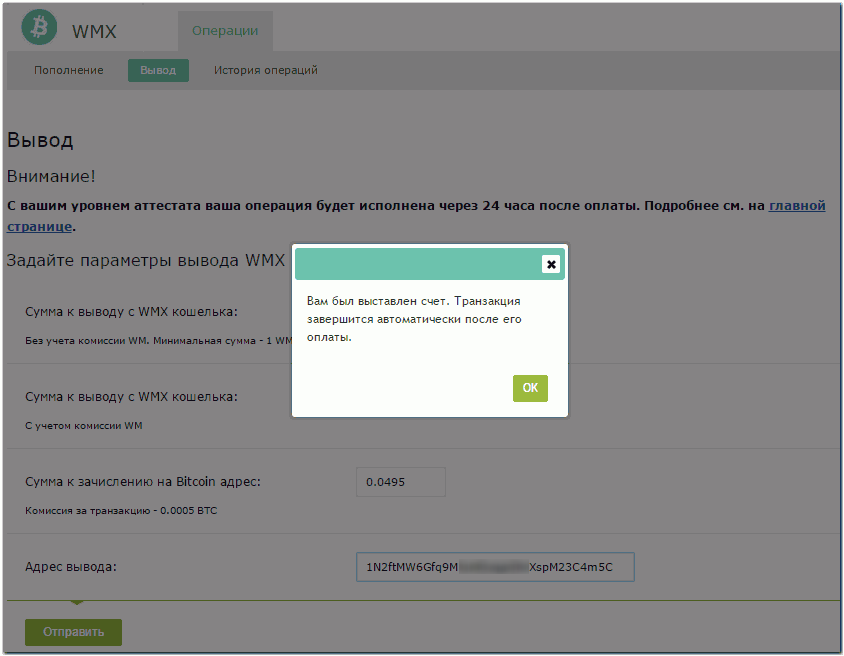 WMX
Операции
Пополнение
Вывод
История операций
Вывод
Внимание!
С вашим уровнем аттестата ваша операция будет исполнена через 24 часа после оплаты. Подробнее см. на главной
странице.
Задайте параметры вывода WMX
Вам был выставлен счет. Транзакция
завершится автоматически после его
оплаты.
OK
Сумма к выводу с WMX кошелька:
Без учета комиссии WM. Минимальная сумма - 1 WM
Сумма к выводу с WMX кошелька:
С учетом комиссии WM
Сумма к зачислению на Bitcoin адрес:
0.0495
Комиссия за транзакцию - 0.0005 BTC
Адрес вывода:
1N2ftMW6Gfq9M XspM23C4m5C
Отправить